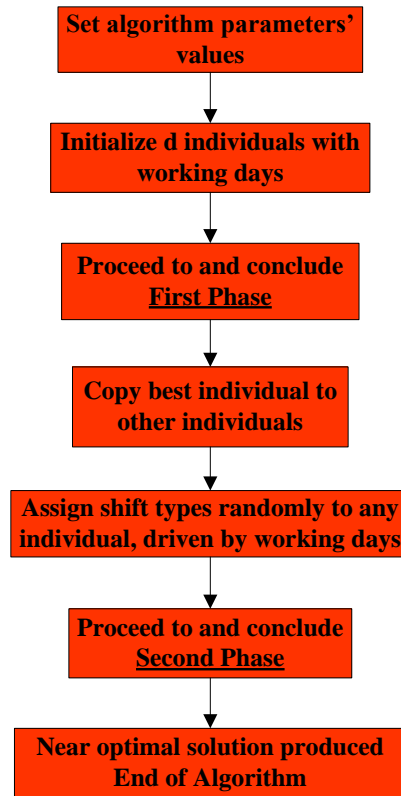 Set algorithm parameters'
values
Initialize d individuals with
working days
Proceed to and conclude
First Phase
Copy best individual to
other individuals
Assign shift types randomly to any
individual, driven by working days
Proceed to and conclude
Second Phase
Near optimal solution produced
End of Algorithm